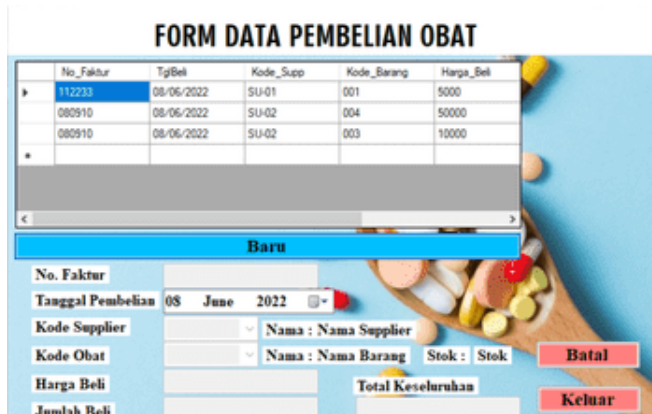 FORM DATA PEMBELIAN OBAT
No_Faktur TglBeli Kode_Supp Kode_Barang Harga_Beli
112233 08/06/2022 SU-01 001 5000
080910 08/06/2022 SU-02 004 50000
080910 08/06/2022 SU-02 003 10000
Baru
No. Faktur
Tanggal Pembelian 08 June 2022
Kode Supplier Nama : Nama Supplier
Kode Obat Nama : Nama Barang Stok : Stok Batal
Harga Beli Total Keseluruhan
Keluar
Jumlah Beli